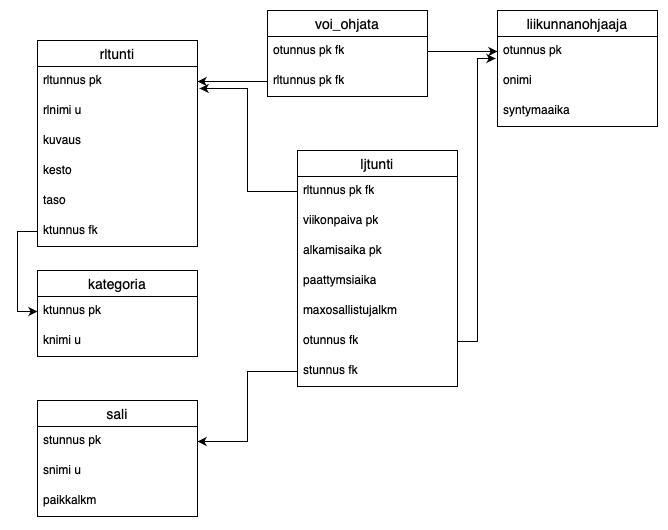 voi_ohjata
otunnus pk fk
rltunnus pk fk
liikunnanohjaaja
otunnus pk
onimi
syntymaaika
rltunti
rltunnus pk
rlnimi u
kuvaus
kesto
taso
ktunnus fk
ljtunti
rltunnus pk fk
viikonpaiva pk
alkamisaika pk
paattymsiaika
maxosallistujalkm
otunnus fk
stunnus fk
kategoria
ktunnus pk
knimi u
sali
stunnus pk
snimi u
paikkalkm